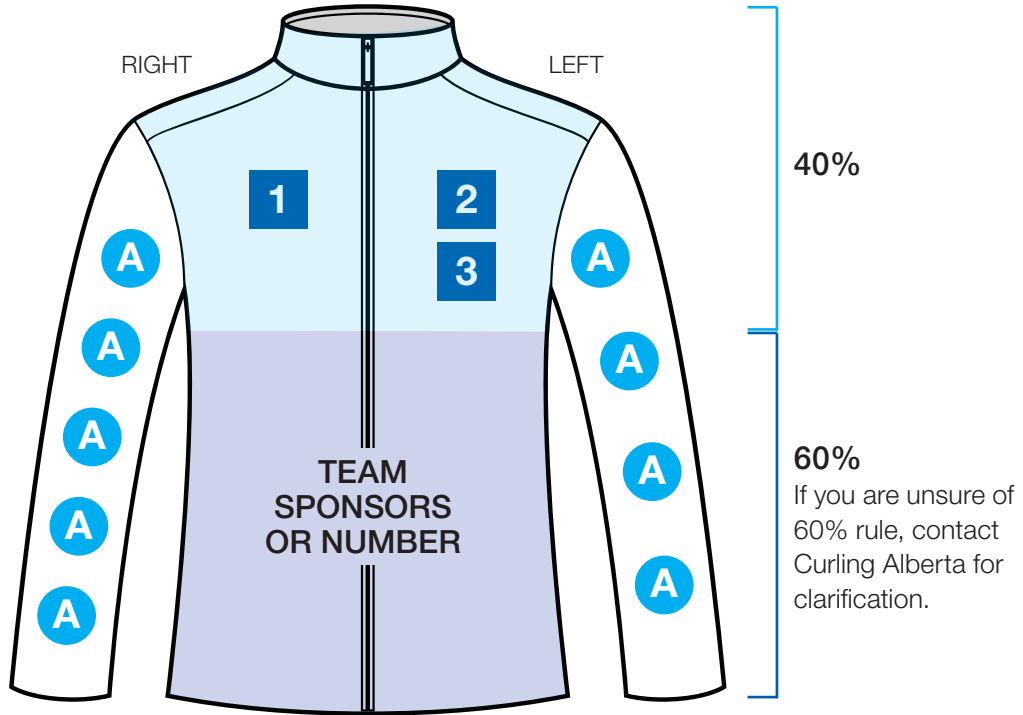 RIGHT
LEFT
40%
1
2
3
A
A
A
A
A
A
A
A
A
TEAM
SPONSORS
OR NUMBER
60%
If you are unsure of
60% rule, contact
Curling Alberta for
clarification.